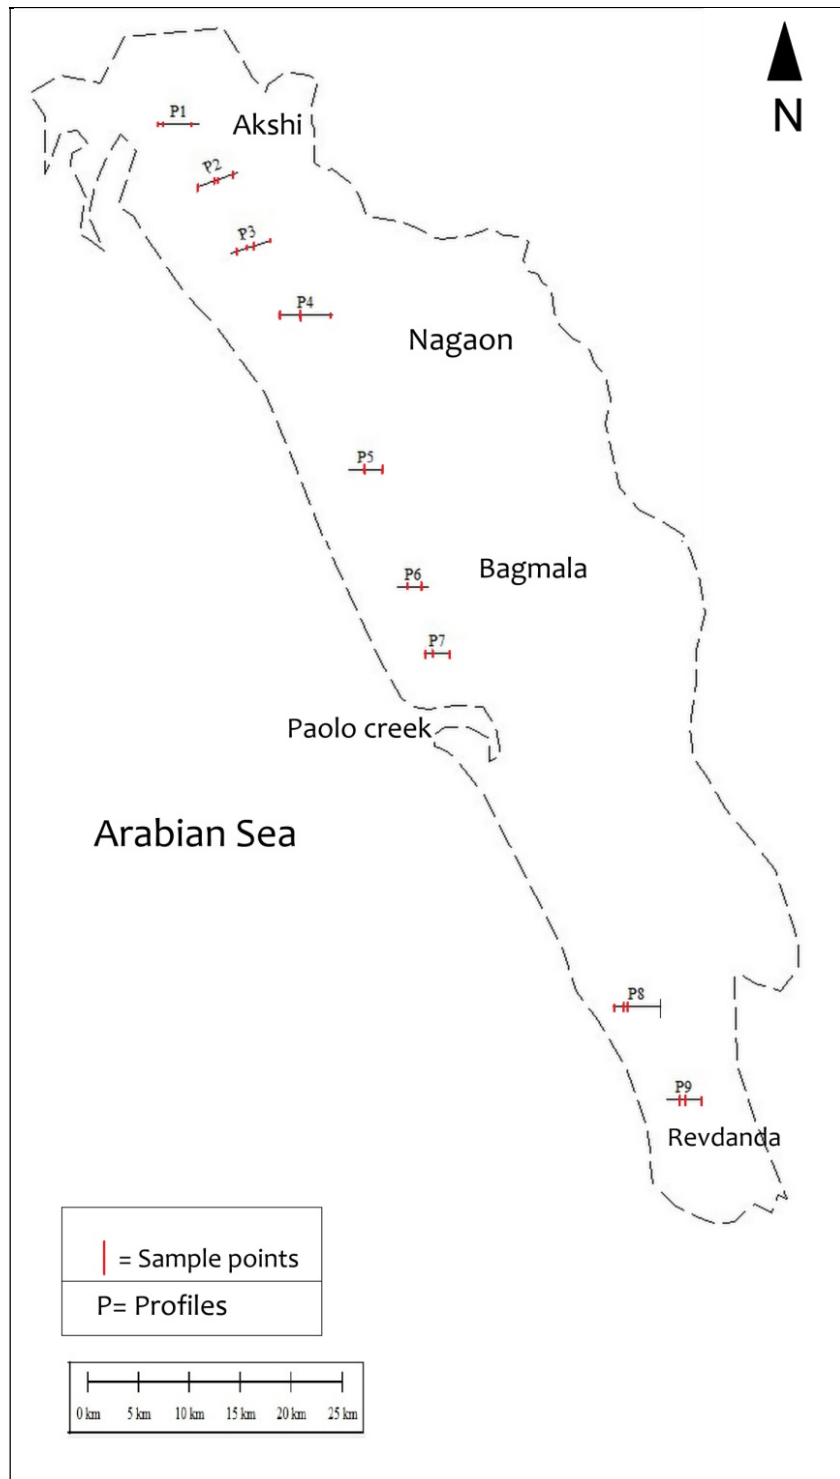 P1
Akshi
N
P2
P3
P4
Nagaon
P5
Bagmala
P6
P7
Paolo creek
Arabian Sea
P8
P9
Revdanda
= Sample points
P= Profiles
0 km 5 km 10 km 15 km 20 km 25 km